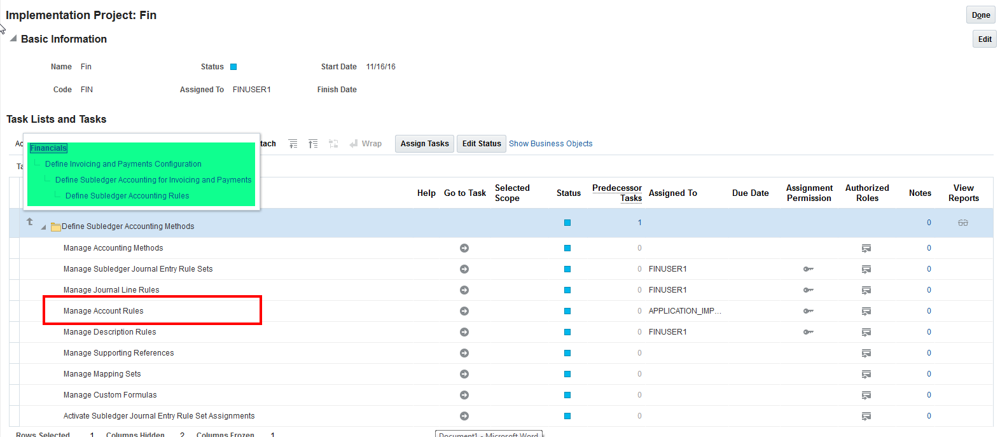 Implementation Project: Fin
Done
Basic Information
Edit
Name Fin Status Start Date 11/16/16
Code FIN Assigned To FINUSER1 Finish Date
Task Lists and Tasks
Ac tach Wrap Assign Tasks Edit Status Show Business Objects
Financials
Define Invoicing and Payments Configuration
Define Subledger Accounting for Invoicing and Payments
Define Subledger Accounting Rules
Ta
Help Go to Task Selected Scope Status Predecessor Tasks Assigned To Due Date Assignment Permission Authorized Roles Notes View Reports
Define Subledger Accounting Methods 1 0
Manage Accounting Methods 0 0
Manage Subledger Journal Entry Rule Sets 0 FINUSER1 0
Manage Journal Line Rules 0 FINUSER1 0
Manage Account Rules 0 APPLICATION_IMP... 0
Manage Description Rules 0 FINUSER1 0
Manage Supporting References 0 0
Manage Mapping Sets 0 0
Manage Custom Formulas 0 0
Activate Subledger Journal Entry Rule Set Assignments 0 0
Rows Selected 1 Columns Hidden 2 Columns Frozen 1
Document1 - Microsoft Word